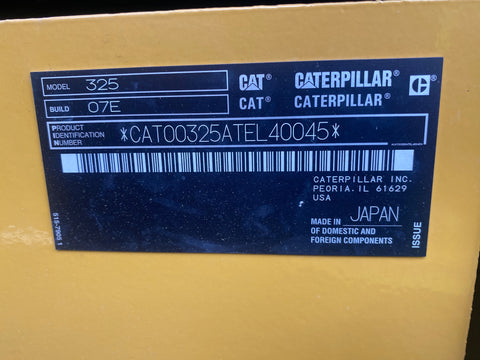 MODEL 325 CAT® CATERPILLAR® C
BUILD 07E CAT® CATERPILLAR®
PRODUCT
IDENTIFICATION
NUMBER
PIN
*CAT00325ATEL40045*
CATERPILLAR INC.
PEORIA, IL 61629
USA
MADE IN JAPAN
OF DOMESTIC AND
FOREIGN COMPONENTS
ISSUE